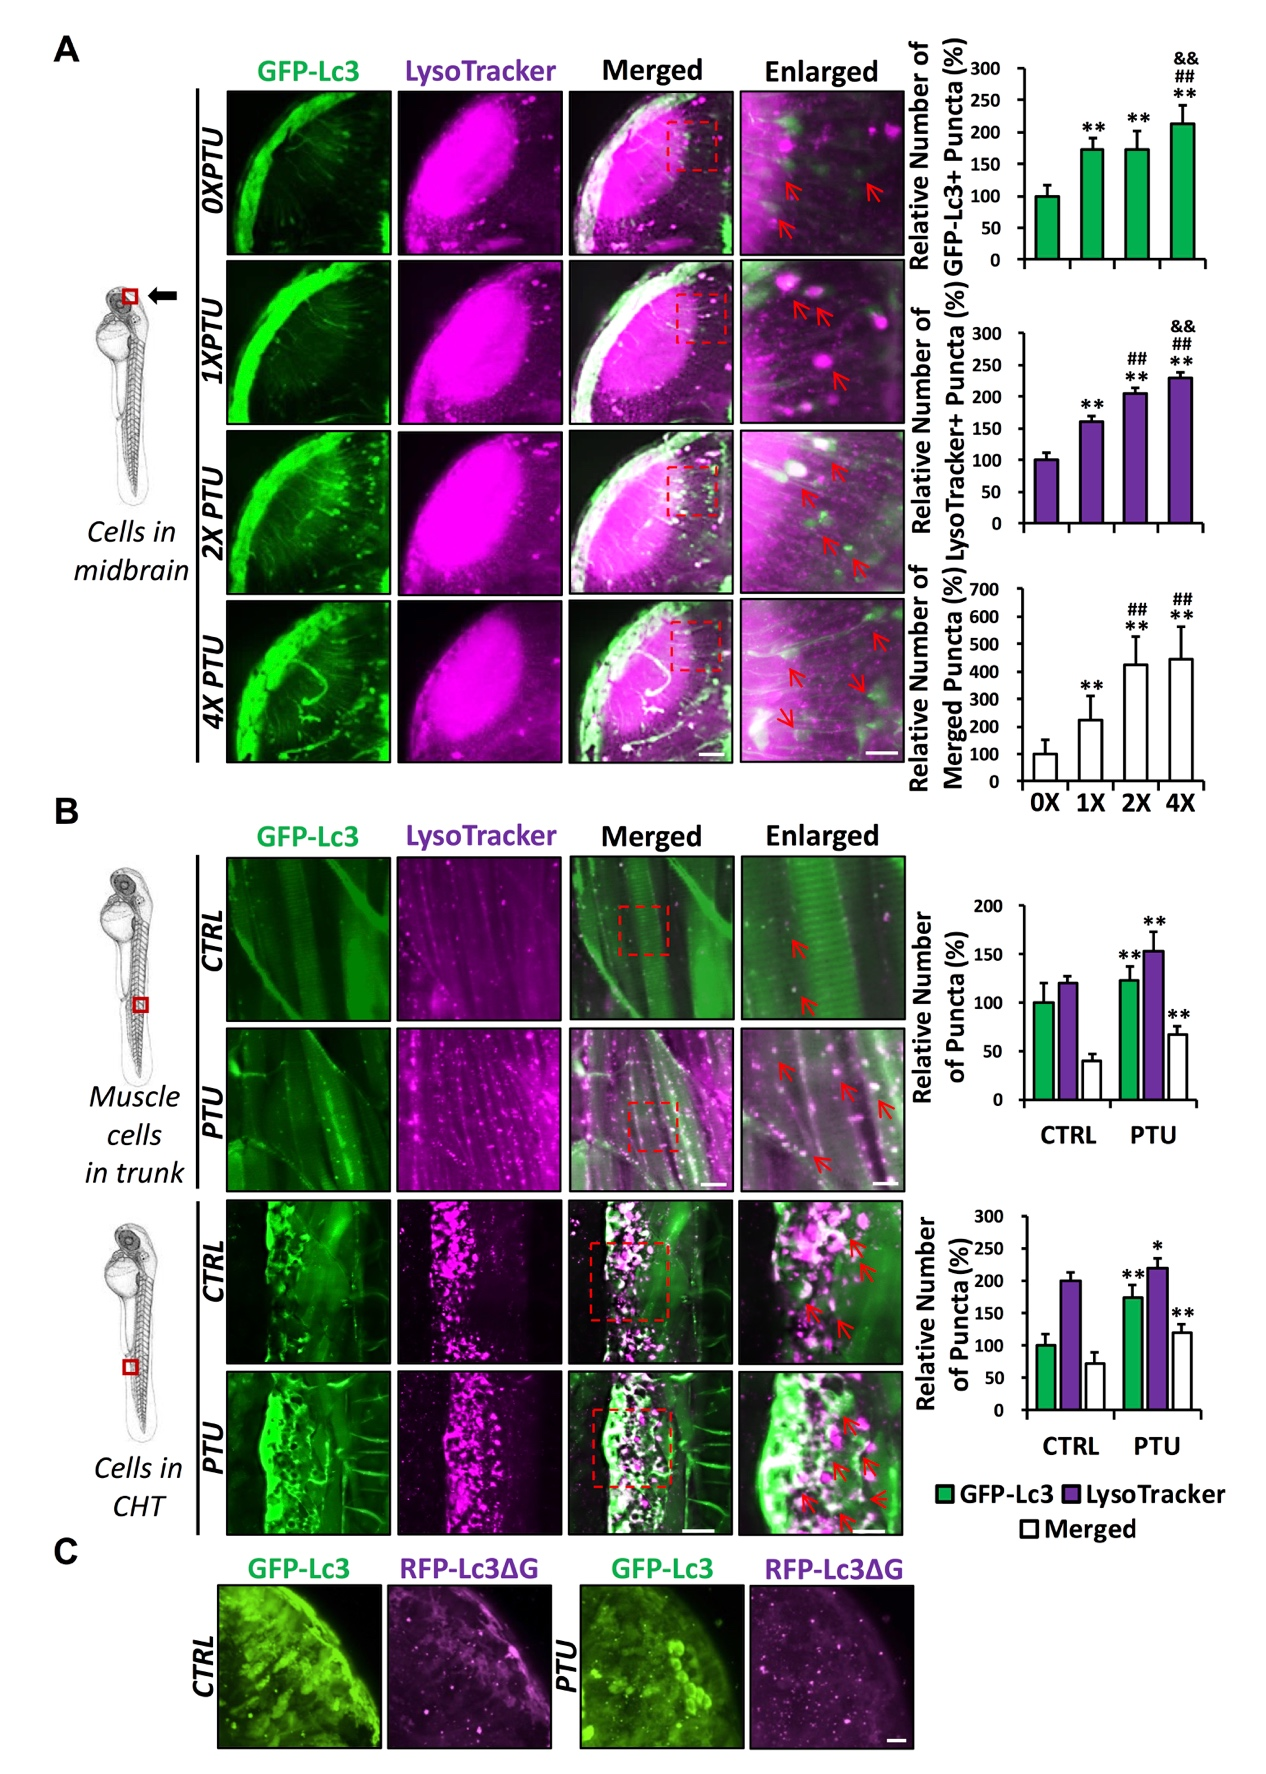 A
GFP-Lc3 LysoTracker Merged Enlarged
0XPTU
1XPTU
2X PTU
4X PTU
Cells in
midbrain
Relative Number of
GFP-Lc3+ Puncta (%)
300
250
200
150
100
50
0
**
**
&&
##
**
Relative Number of
LysoTracker+ Puncta (%)
300
250
200
150
100
50
0
**
##
**
&&
##
**
Relative Number of
Merged Puncta (%)
700
600
500
400
300
200
100
0
**
##
**
##
**
0X 1X 2X 4X
B
GFP-Lc3 LysoTracker Merged Enlarged
CTRL
PTU
Muscle
cells
in trunk
Relative Number
of Puncta (%)
200
150
100
50
0
**
**
**
CTRL PTU
CTRL
PTU
Cells in
CHT
Relative Number
of Puncta (%)
300
250
200
150
100
50
0
**
*
**
CTRL PTU
GFP-Lc3 LysoTracker
Merged
C
GFP-Lc3 RFP-Lc3ΔG GFP-Lc3 RFP-Lc3ΔG
CTRL
PTU